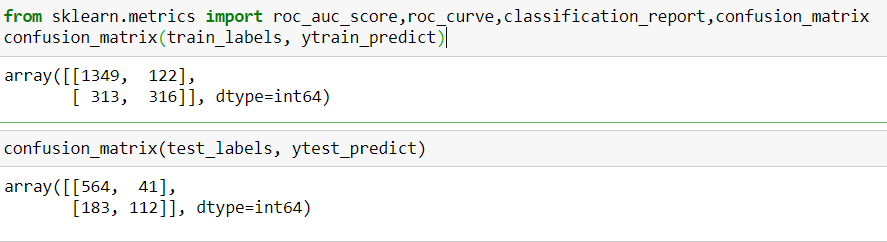 from sklearn.metrics import roc_auc_score,roc_curve,classification_report,confusion_matrix
confusion_matrix(train_labels, ytrain_predict)
array([[1349,  122],
       [ 313,  316]], dtype=int64)
confusion_matrix(test_labels, ytest_predict)
array([[564,  41],
       [183, 112]], dtype=int64)